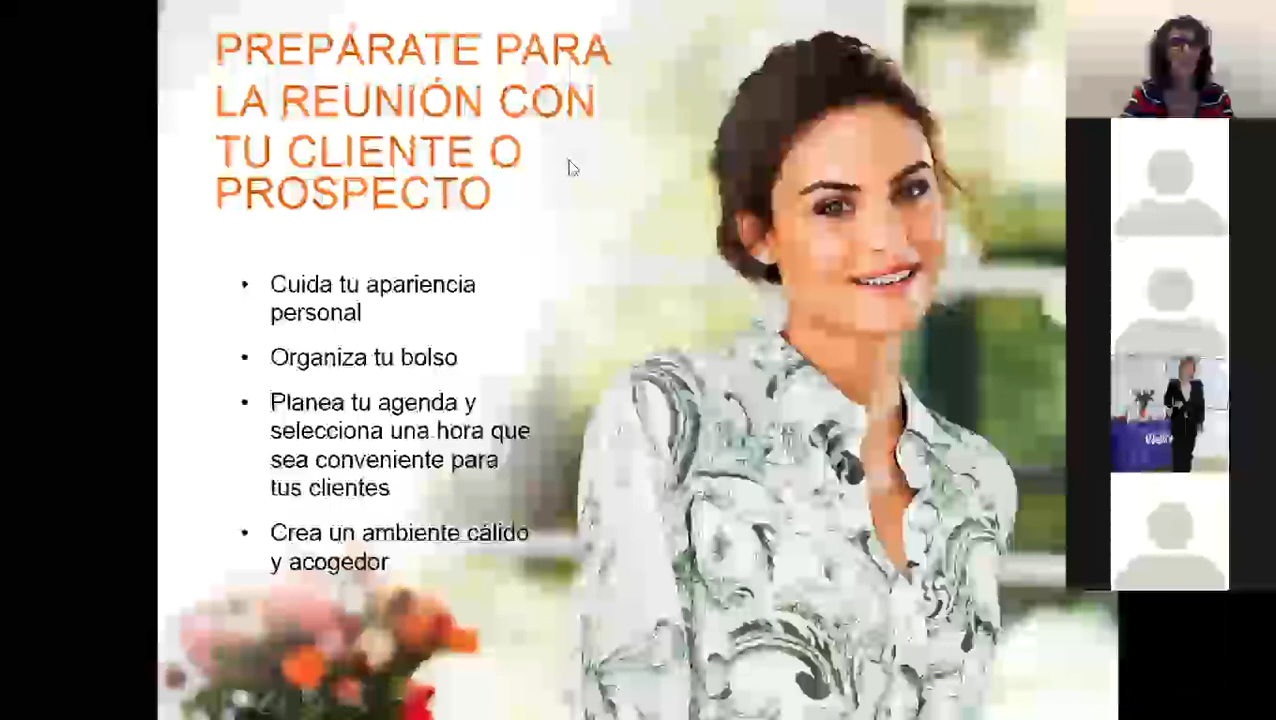 PREPÁRATE PARA
LA REUNIÓN CON
TU CLIENTE O
PROSPECTO
• Cuida tu apariencia
personal
• Organiza tu bolso
• Planea tu agenda y
selecciona una hora que
sea conveniente para
tus clientes
• Crea un ambiente cálido
y acogedor